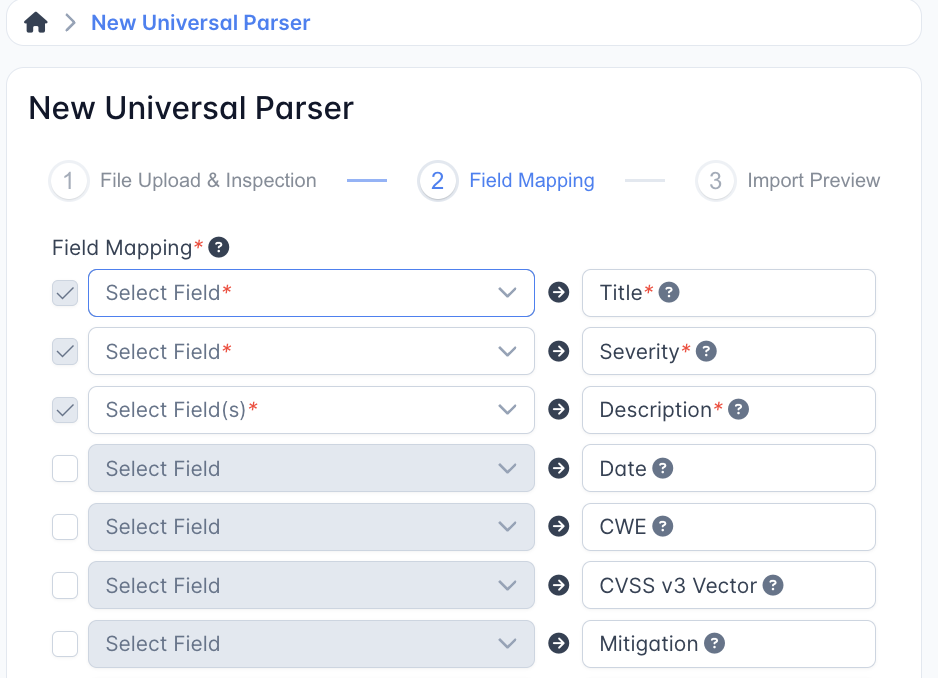 New Universal Parser
New Universal Parser
1 File Upload & Inspection 2 Field Mapping 3 Import Preview
Field Mapping* ?
Select Field* Title* ?
Select Field* Severity* ?
Select Field(s)* Description* ?
Select Field Date ?
Select Field CWE ?
Select Field CVSS v3 Vector ?
Select Field Mitigation ?